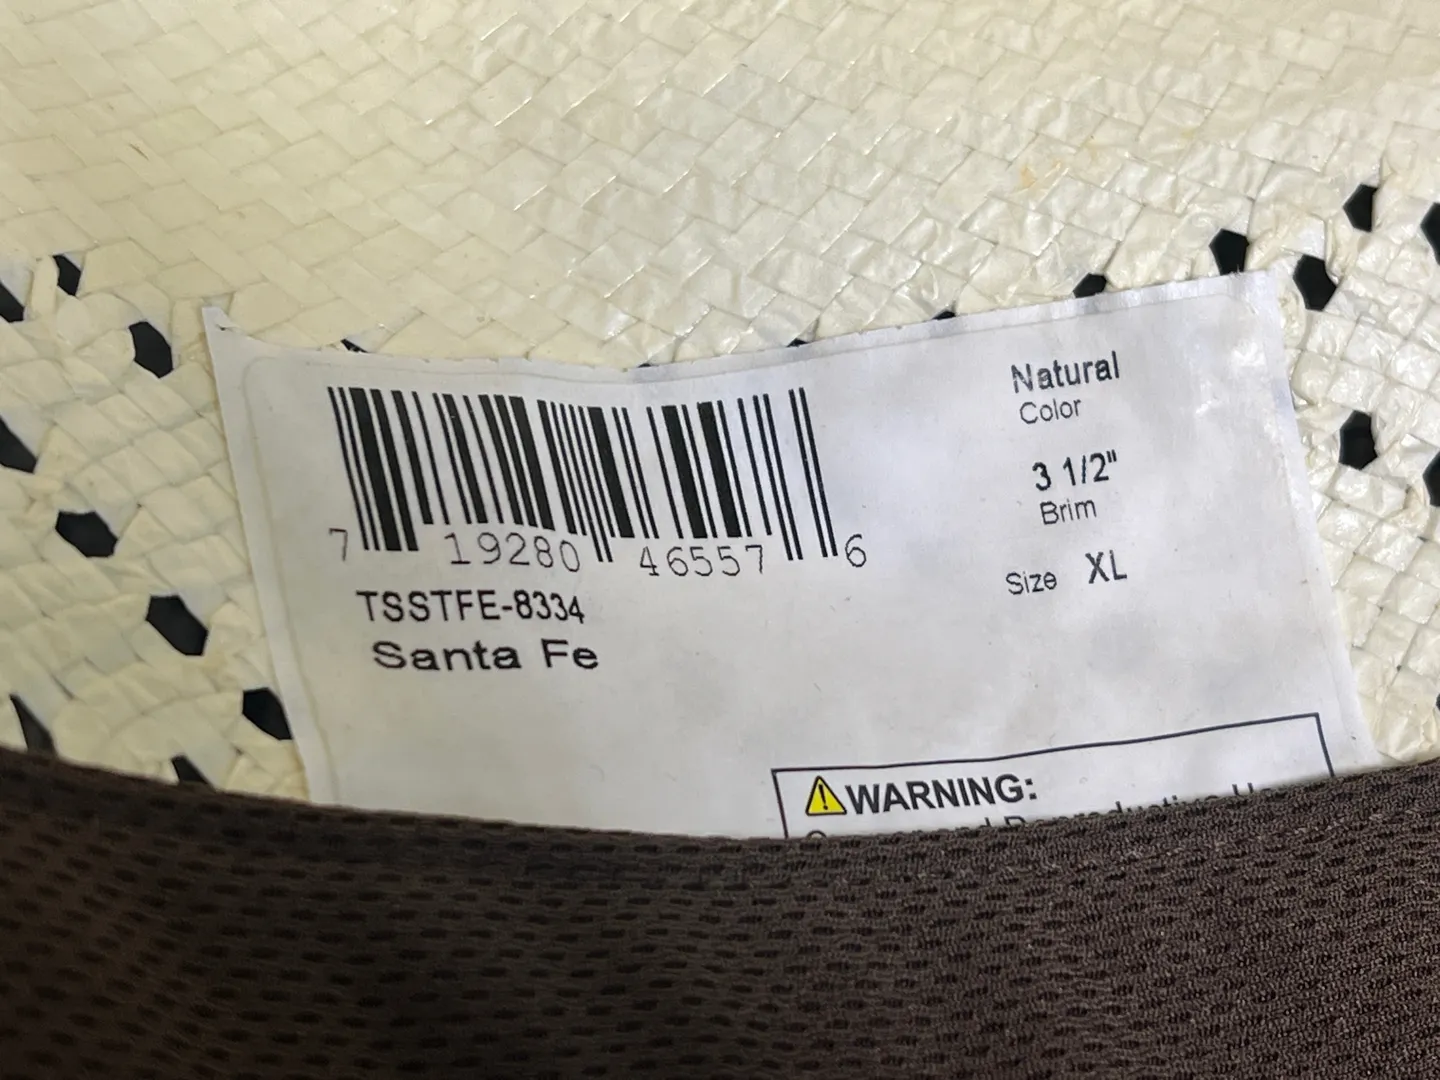 Natural
Color
3 1/2"
Brim
Size XL
7 19280 46557 6
TSSTFE-8334
Santa Fe
WARNING: